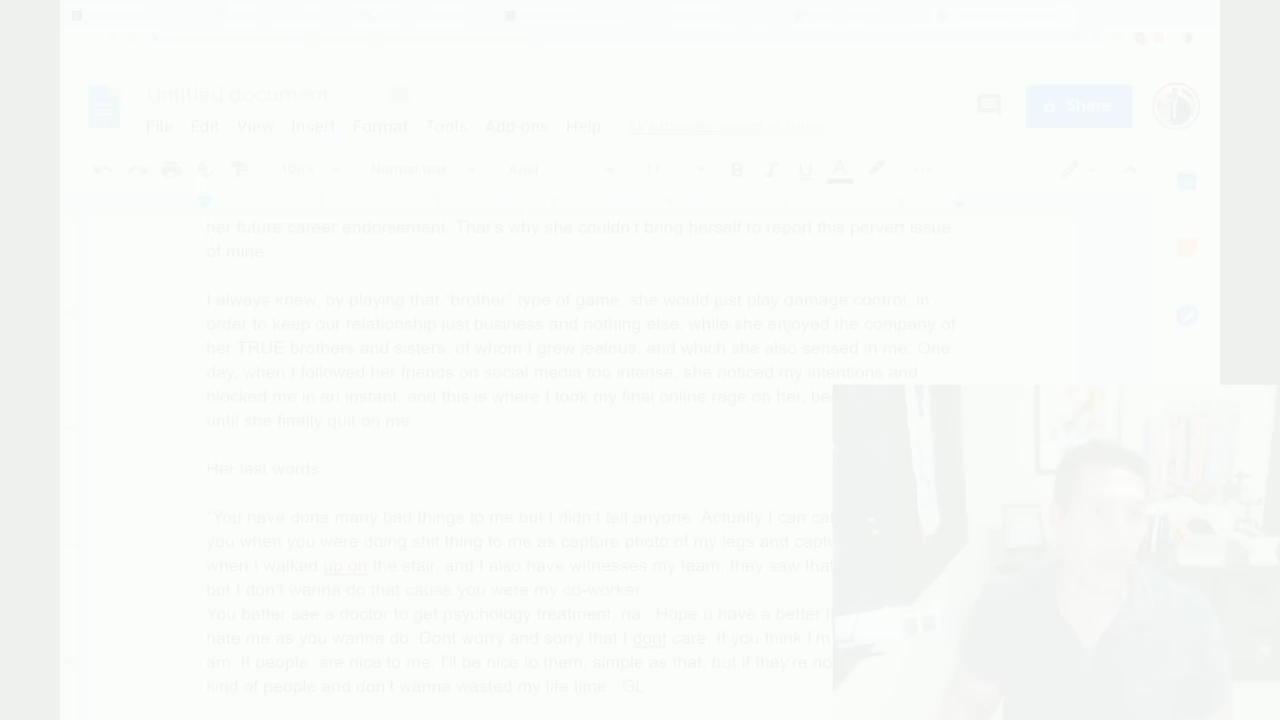 Untitled document
File Edit View Insert Format Tools Add-ons Help
Share
100% Normal text Arial 11
her future career endorsement. That's why she couldn't bring herself to report this pervert issue
of mine.
I always knew, by playing that "brother" type of game, she would just play damage control, in
order to keep our relationship just business and nothing else, while she enjoyed the company of
her TRUE brothers and sisters, of whom I grew jealous, and which she also sensed in me. One
day, when I followed her friends on social media too intense, she noticed my intentions and
blocked me in an instant, and this is where I took my final online rage on her,
until she finally quit on me.
Her last words:
"You have done many bad things to me but I didn't tell anyone. Actually I can
you when you were doing shit thing to me as capture photo of my legs and
when I walked up on the stair, and I also have witnesses my team, they saw that
but I don't wanna do that cause you were my co-worker.
You better see a doctor to get psychology treatment, na.. Hope u have a better
hate me as you wanna do. Dont worry and sorry that I dont care. If you think I'm
am. If people are nice to me, I'll be nice to them, simple as that, but if they're
kind of people and don't wanna wasted my life time.. GL